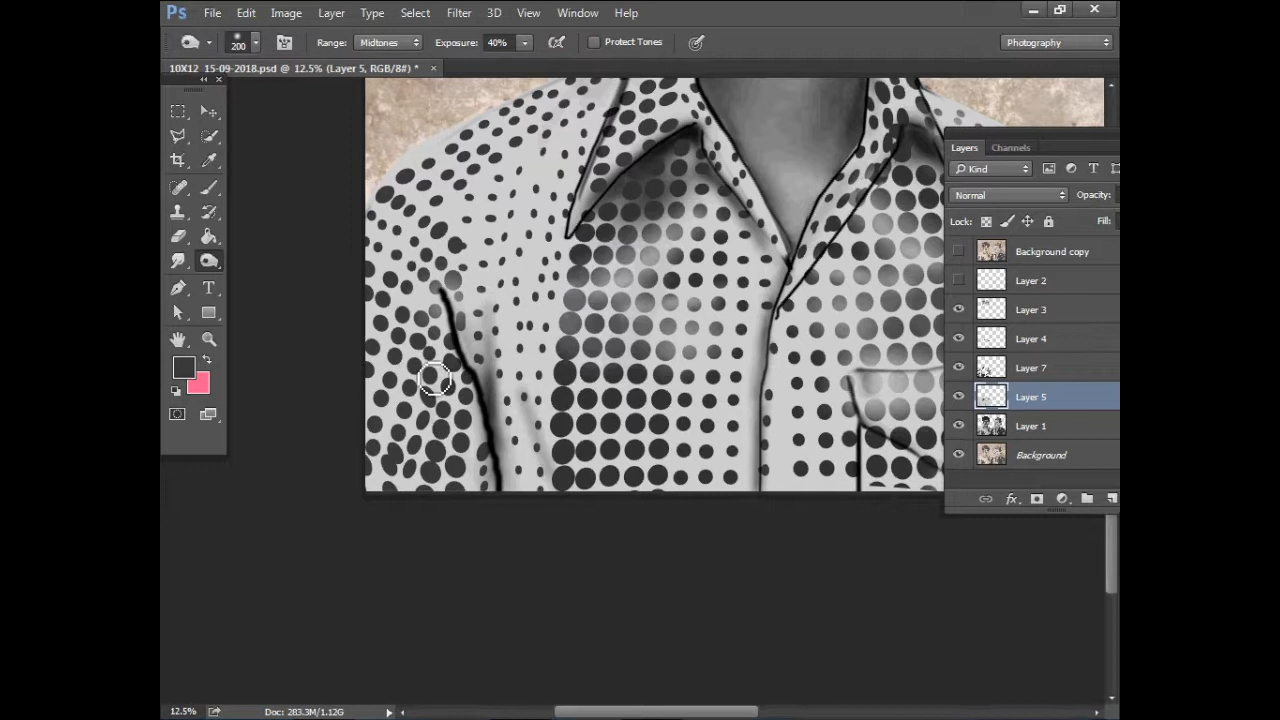 Ps File Edit Image Layer Type Select Filter 3D View Window Help
200 Range: Midtones Exposure: 40% Protect Tones Photography
10X12 15-09-2018.psd @ 12.5% (Layer 5, RGB/8#) *
Layers Channels
Kind T
Normal Opacity:
Lock: Fill:
Background copy
Layer 2
Layer 3
Layer 4
Layer 7
Layer 5
Layer 1
Background
fx
12.5% Doc: 283.3M/1.12G